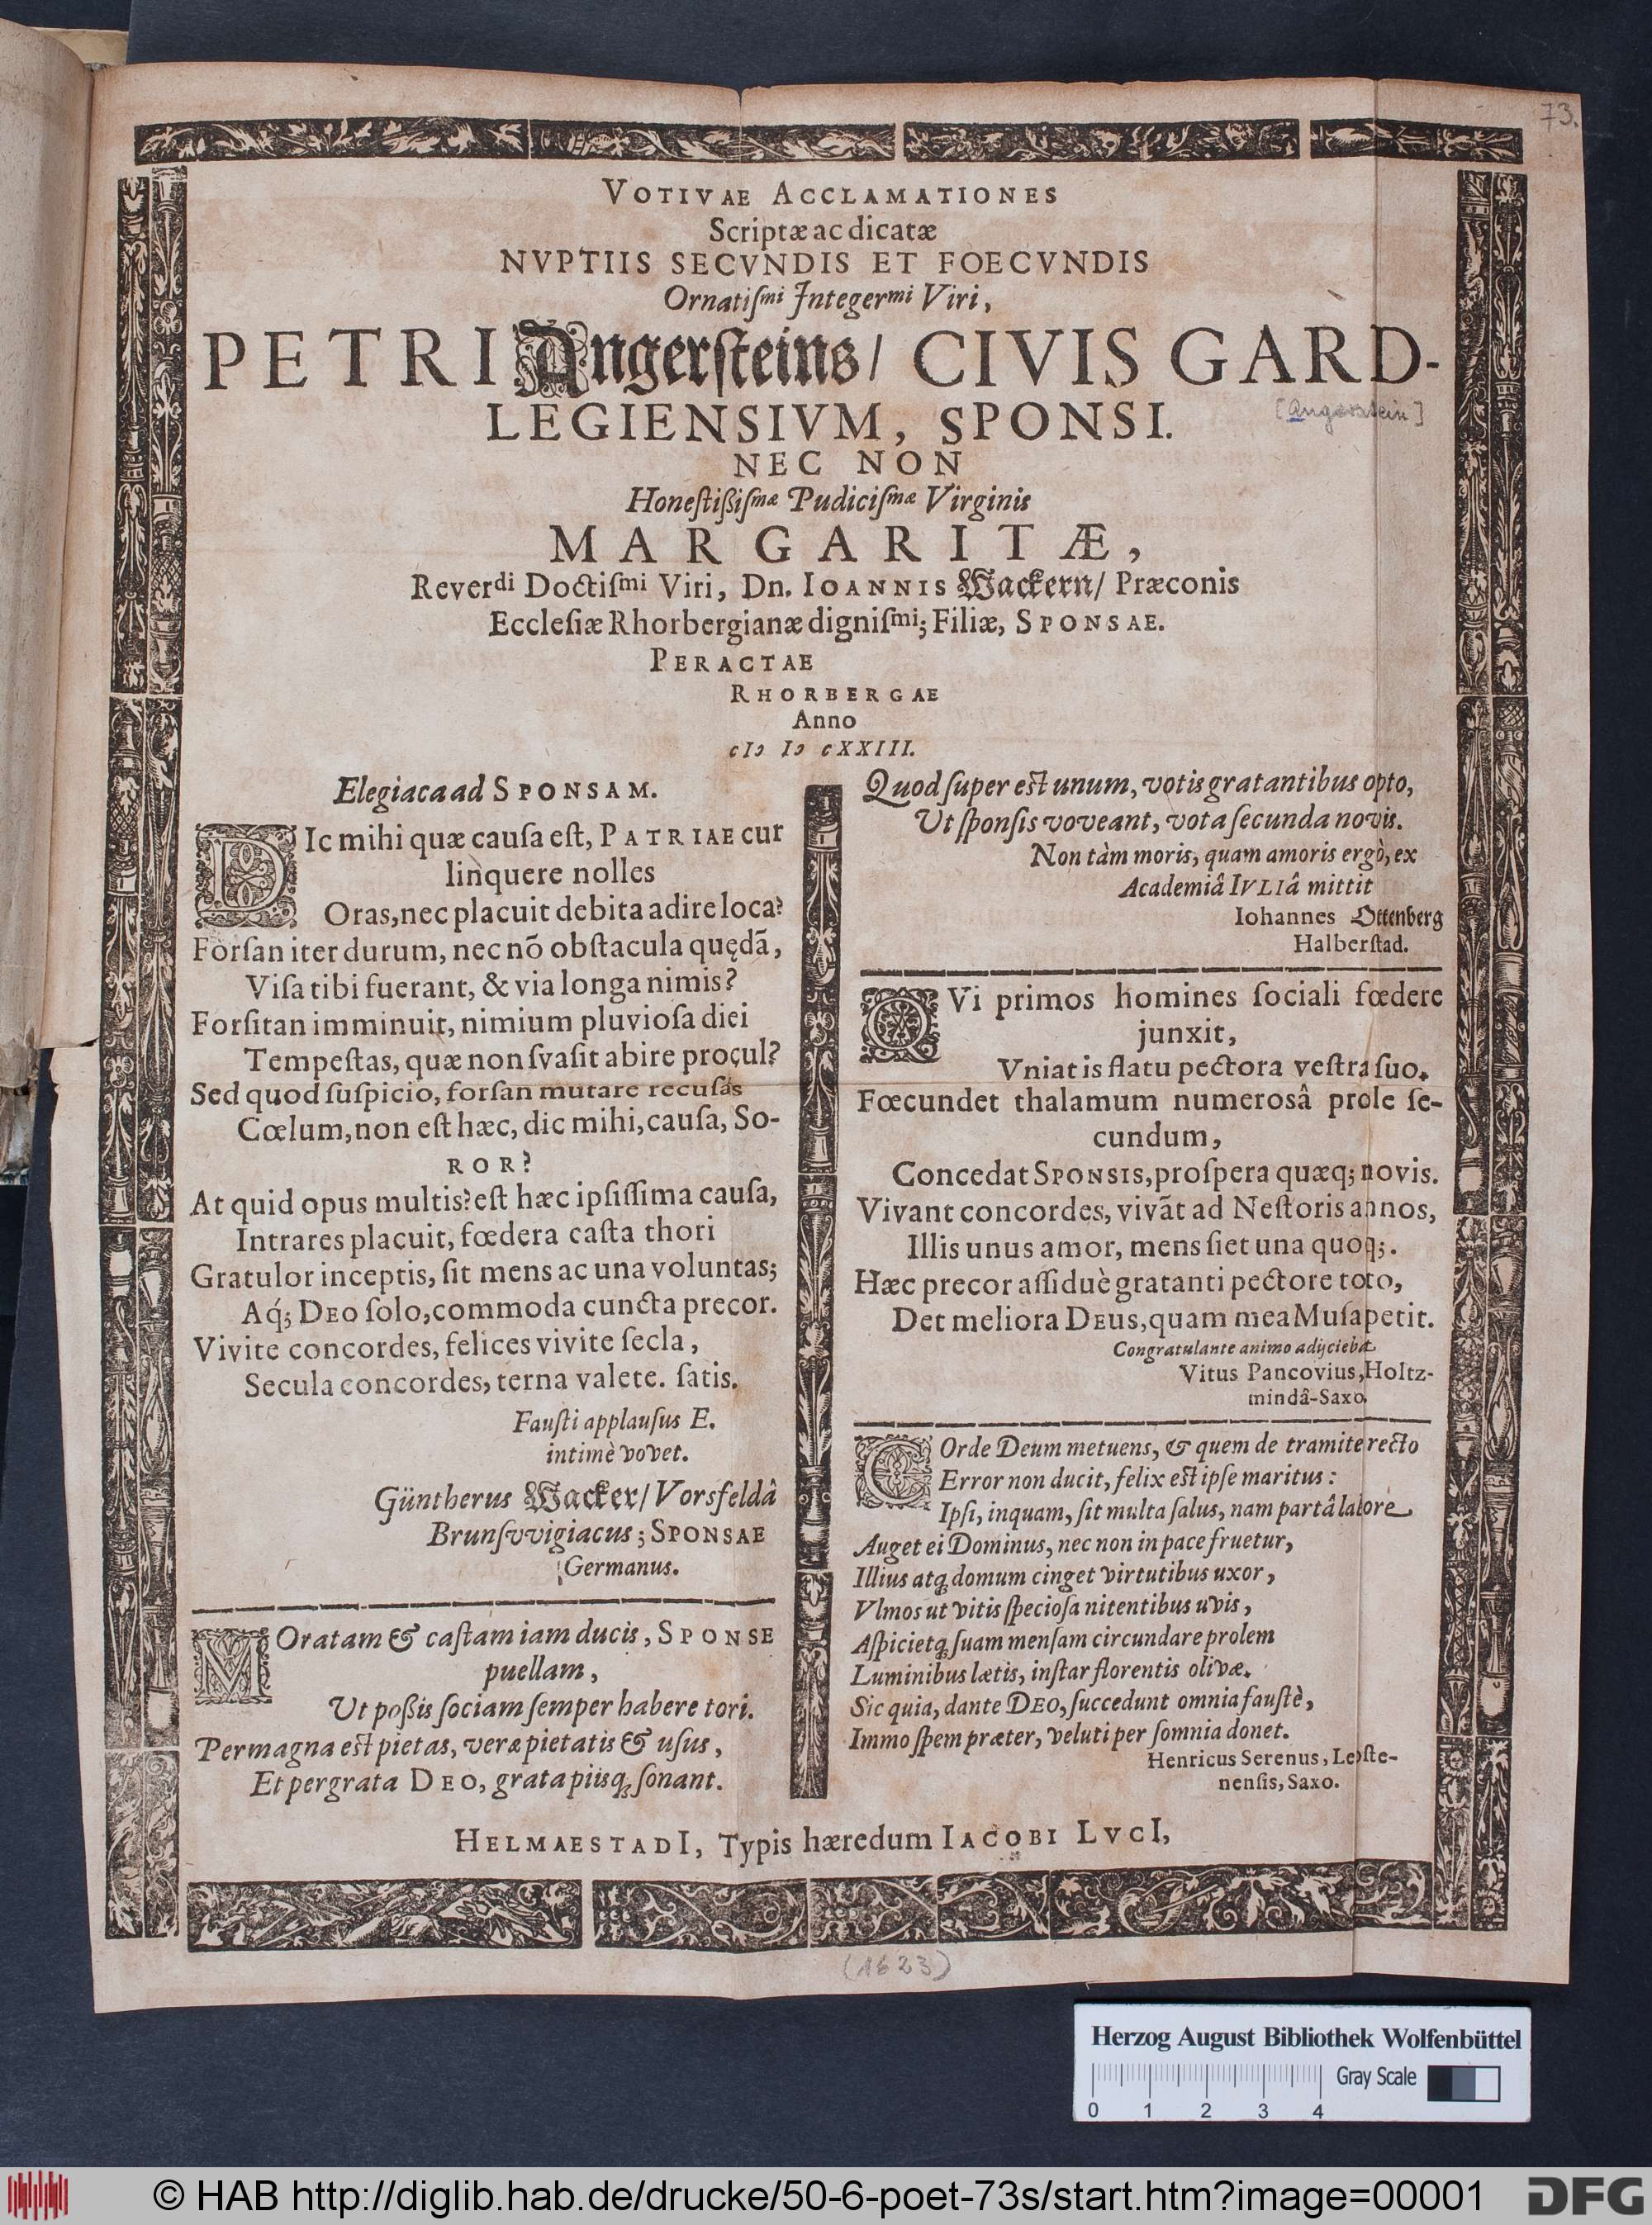 73.
VOTIVAE ACCLAMATIONES
Scriptæ ac dicatæ
NVPTIIS SECVNDIS ET FOECVNDIS
Ornatiſmi Integermi Viri,
PETRI Angerſteins/ CIVIS GARD-
LEGIENSIVM, SPONSI.
[Angerstein]
NEC NON
Honeſtißiſmæ Pudiciſmæ Virginis
MARGARITÆ,
Reverdi Doctiſmi Viri, Dn. IOANNIS Wackern/ Præconis
Eccleſiæ Rhorbergianæ digniſmi; Filiæ, SPONSAE.
PERACTAE
RHORBERGAE
Anno
cIↄ Iↄ cXXIII.
Elegiaca ad SPONSAM.
DIc mihi quæ cauſa eſt, PATRIAE cur
linquere nolles
Oras, nec placuit debita adire loca?
Forſan iter durum, nec nō obſtacula quędā,
Viſa tibi fuerant, & via longa nimis?
Forſitan imminuit, nimium pluvioſa diei
Tempeſtas, quæ non ſvaſit abire procul?
Sed quod ſuſpicio, forſan mutare recuſas
Cœlum, non eſt hæc, dic mihi, cauſa, So-
ROR?
At quid opus multis? eſt hæc ipſiſſima cauſa,
Intrares placuit, fœdera caſta thori
Gratulor inceptis, ſit mens ac una voluntas;
Aq́; DEO ſolo, commoda cuncta precor.
Vivite concordes, felices vivite ſecla,
Secula concordes, terna valete. ſatis.
Fauſti applauſus E.
intimè vovet.
Güntherus Wacker/ Vorsfeldâ
Brunſvvigiacus; SPONSAE
Germanus.
MOratam & caſtam iam ducis, SPONSE
puellam,
Ut poßis ſociam ſemper habere tori.
Permagna eſt pietas, veræ pietatis & uſus,
Et pergrata DEO, grata piisq; ſonant.
Quod ſuper eſt unum, votis gratantibus opto,
Ut ſponſis voveant, vota ſecunda novis.
Non tàm moris, quam amoris ergò, ex
Academiâ IVLIâ mittit
Iohannes Ottenberg
Halberſtad.
QVi primos homines ſociali fœdere
junxit,
Vniat is flatu pectora veſtra ſuo.
Fœcundet thalamum numerosâ prole ſe-
cundum,
Concedat SPONSIS, proſpera quæq; novis.
Vivant concordes, vivāt ad Neſtoris annos,
Illis unus amor, mens ſiet una quoq;.
Hæc precor aſſiduè gratanti pectore toto,
Det meliora DEUS, quam mea Muſa petit.
Congratulante animo adijciebat
Vitus Pancovius, Holtz-
mindâ-Saxo.
COrde Deum metuens, & quem de tramite recto
Error non ducit, felix eſt ipſe maritus:
Ipſi, inquam, ſit multa ſalus, nam partâ labore
Auget ei Dominus, nec non in pace fruetur,
Illius atq; domum cinget virtutibus uxor,
Vlmos ut vitis ſpecioſa nitentibus uvis,
Aſpicietq; ſuam menſam circundare prolem
Luminibus lætis, inſtar florentis olivæ.
Sic quia, dante DEO, ſuccedunt omnia fauſtè,
Immo ſpem præter, veluti per ſomnia donet.
Henricus Serenus,
nenſis, Saxo.
HELMAESTADI, Typis hæredum IACOBI LVCI,
(1623)
Herzog August Bibliothek Wolfenbüttel
Gray Scale
0 1 2 3 4
© HAB http://diglib.hab.de/drucke/50-6-poet-73s/start.htm?image=00001
DFG